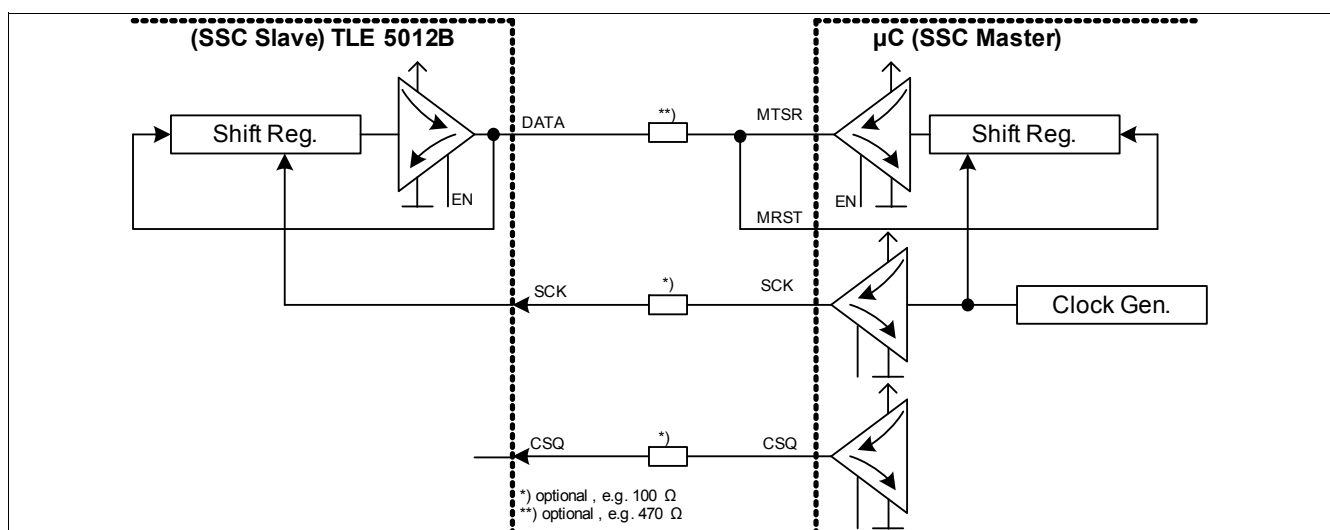 (SSC Slave) TLE 5012B
µC (SSC Master)
Shift Reg.
EN
DATA
**)
MTSR
MRST
EN
Shift Reg.
SCK
*)
SCK
Clock Gen.
CSQ
*)
CSQ
*) optional , e.g. 100 Ω
**) optional , e.g. 470 Ω